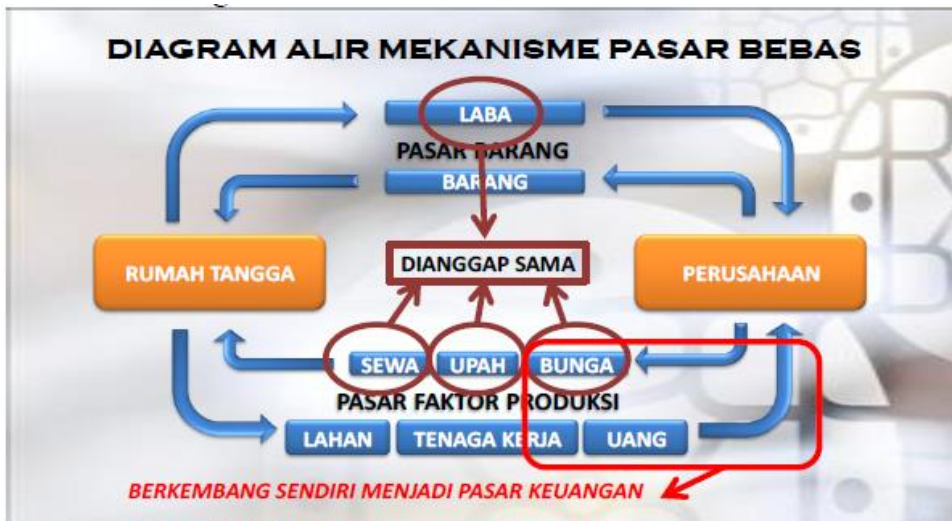 DIAGRAM ALIR MEKANISME PASAR BEBAS
LABA
PASAR BARANG
BARANG
RUMAH TANGGA
DIANGGAP SAMA
PERUSAHAAN
SEWA
UPAH
BUNGA
PASAR FAKTOR PRODUKSI
LAHAN
TENAGA KERJA
UANG
BERKEMBANG SENDIRI MENJADI PASAR KEUANGAN